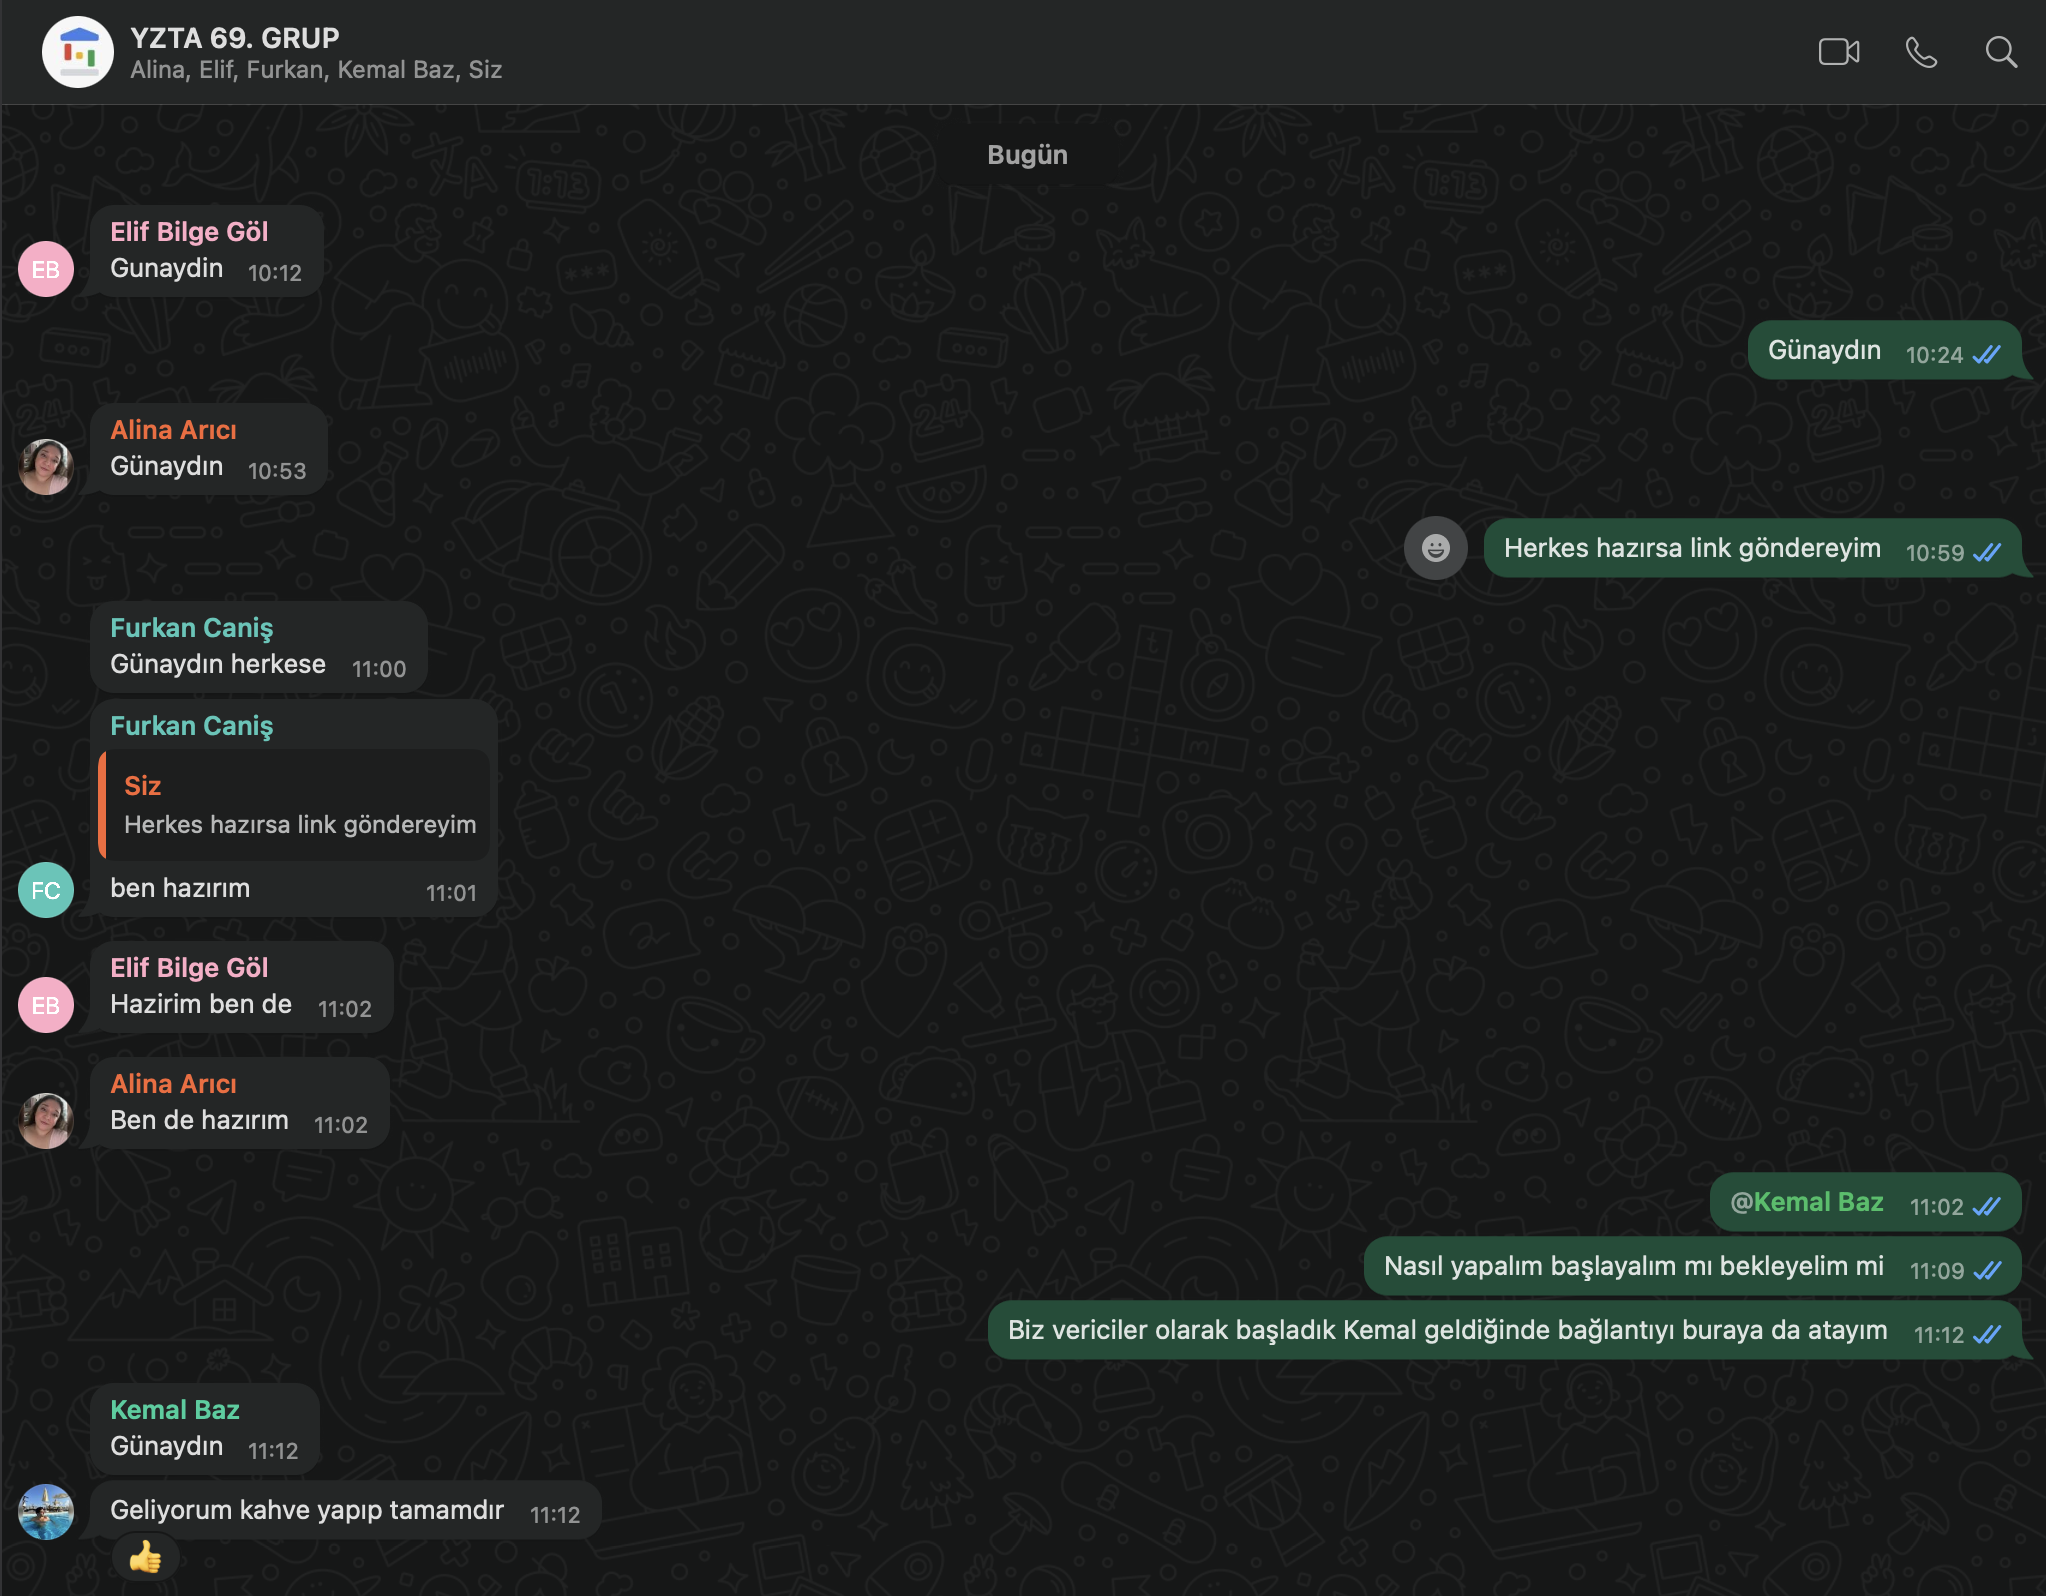 YZTA 69. GRUP
Alina, Elif, Furkan, Kemal Baz, Siz
Bugün
Elif Bilge Göl
EB
Gunaydin 10:12
Günaydın 10:24
Alina Arıcı
Günaydın 10:53
Herkes hazırsa link göndereyim 10:59
Furkan Caniş
Günaydın herkese 11:00
Furkan Caniş
Siz
Herkes hazırsa link göndereyim
FC
ben hazırım 11:01
Elif Bilge Göl
EB
Hazirim ben de 11:02
Alina Arıcı
Ben de hazırım 11:02
@Kemal Baz 11:02
Nasıl yapalım başlayalım mı bekleyelim mi 11:09
Biz vericiler olarak başladık Kemal geldiğinde bağlantıyı buraya da atayım 11:12
Kemal Baz
Günaydın 11:12
Geliyorum kahve yapıp tamamdır 11:12